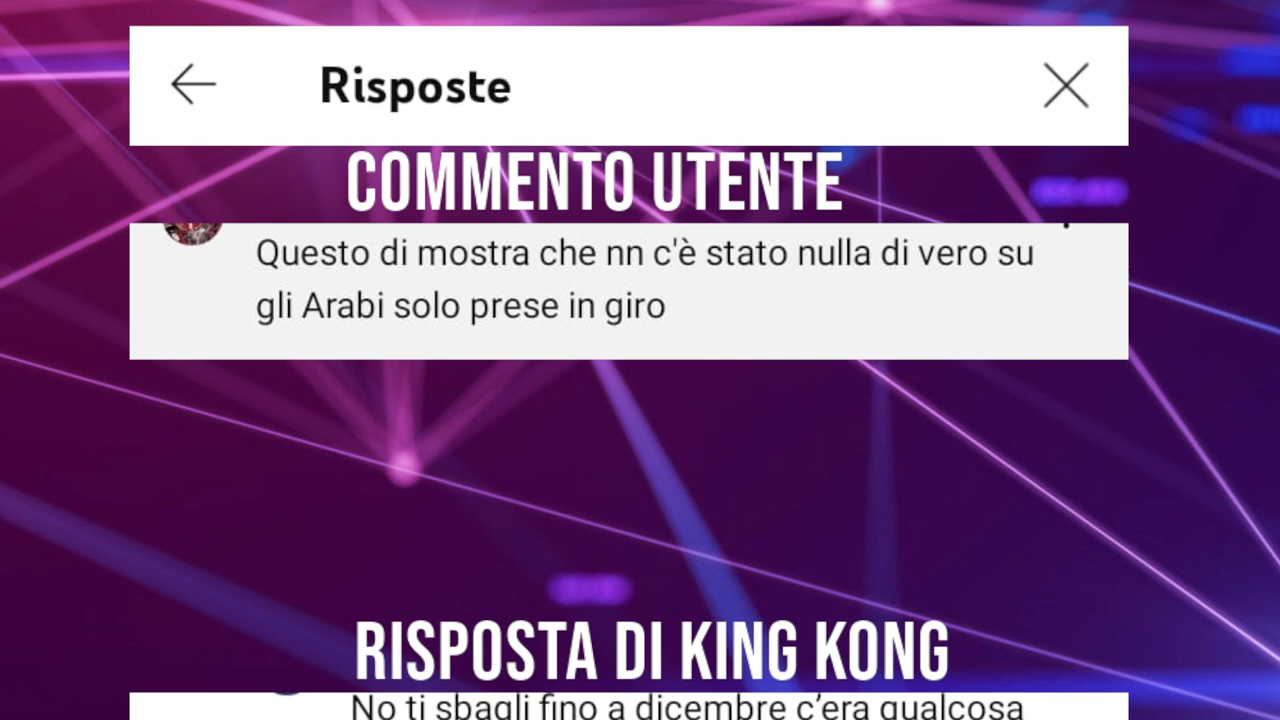 Risposte
COMMENTO UTENTE
Questo di mostra che nn c'è stato nulla di vero su
gli Arabi solo prese in giro
RISPOSTA DI KING KONG
No ti sbagli fino a dicembre c’era qualcosa